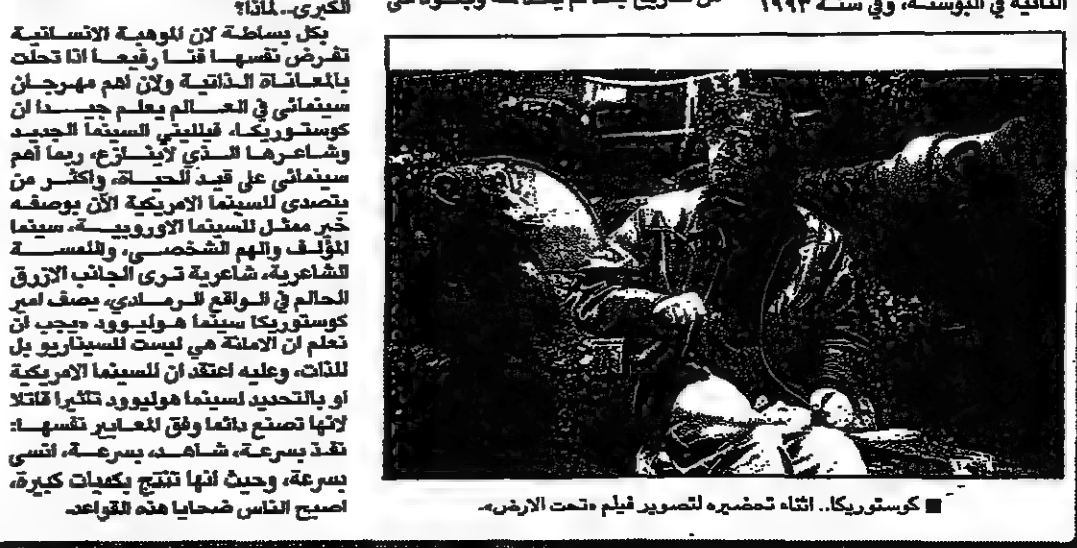 الثانية في البوسنة، وفي سنة ١٩٩٣
الكبرى.. لماذا؟
بكل بساطة لان الموهبة الانسانية
تفرض نفسها فنا رفيعا اذا تحلت
بالمعاناة الذاتية ولان اهم مهرجان
سينمائي في العالم يعلم جيدا ان
كوستوريكا، فيلليني السينما الجديد
وشاعرها الذي لاينازع، ربما اهم
سينمائي على قيد الحياة، واكثر من
يتصدى للسينما الامريكية الآن بوصفه
خير ممثل للسينما الاوروبية، سينما
المؤلف والهم الشخصي، واللمسة
الشاعرية، شاعرية ترى الجانب الازرق
الحالم في الواقع الرمادي، يصف امير
كوستوريكا سينما هوليوود «يجب ان
تعلم ان الامانة هي ليست للسيناريو بل
للذات، وعليه اعتقد ان للسينما الامريكية
او بالتحديد لسينما هوليوود تاثيرا قاتلا
لانها تصنع دائما وفق المعايير نفسها:
نفذ بسرعة، شاهد، بسرعة، انسى
بسرعة، وحيث انها تنتج بكميات كبيرة،
اصبح الناس ضحايا هذه القواعد.
كوستوريكا.. اثناء تحضيره لتصوير فيلم «تحت الارض».